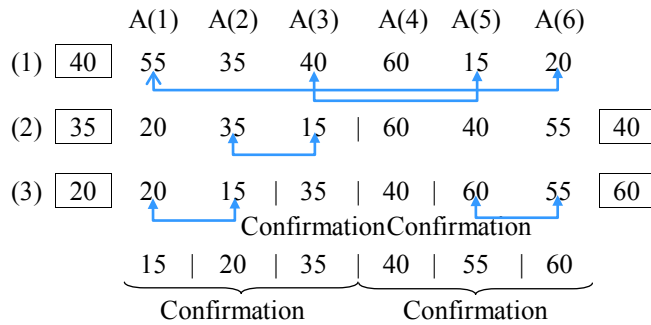 A(1) A(2) A(3) A(4) A(5) A(6)
(1) 40 55 35 40 60 15 20
(2) 35 20 35 15 | 60 40 55 40
(3) 20 20 15 | 35 | 40 | 60 55 60
Confirmation Confirmation
15 | 20 | 35 | 40 | 55 | 60
Confirmation Confirmation